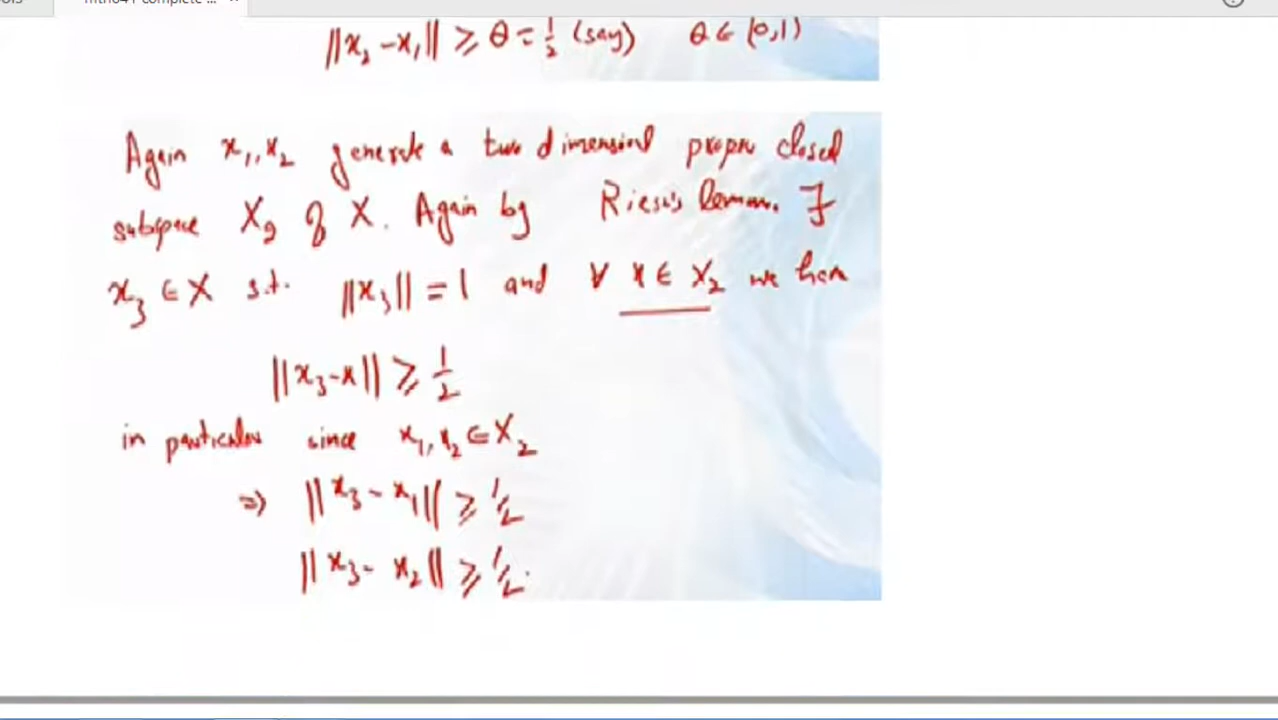 mth641 complete ...
||x₂ - x₁|| ≥ θ = ½ (say) θ ∈ (0,1)
Again x₁, x₂ generate a two dimensional proper closed
subspace X₂ of X. Again by Riesz's lemma. ∃
x₃ ∈ X s.t. ||x₃|| = 1 and ∀ x ∈ X₂ we have
||x₃ - x|| ≥ ½
in particular since x₁, x₂ ∈ X₂
⇒ ||x₃ - x₁|| ≥ ½
||x₃ - x₂|| ≥ ½.